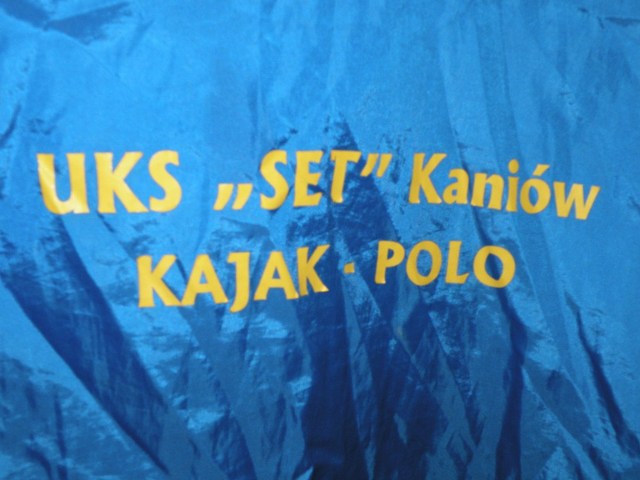 UKS „SET” Kaniów
KAJAK - POLO